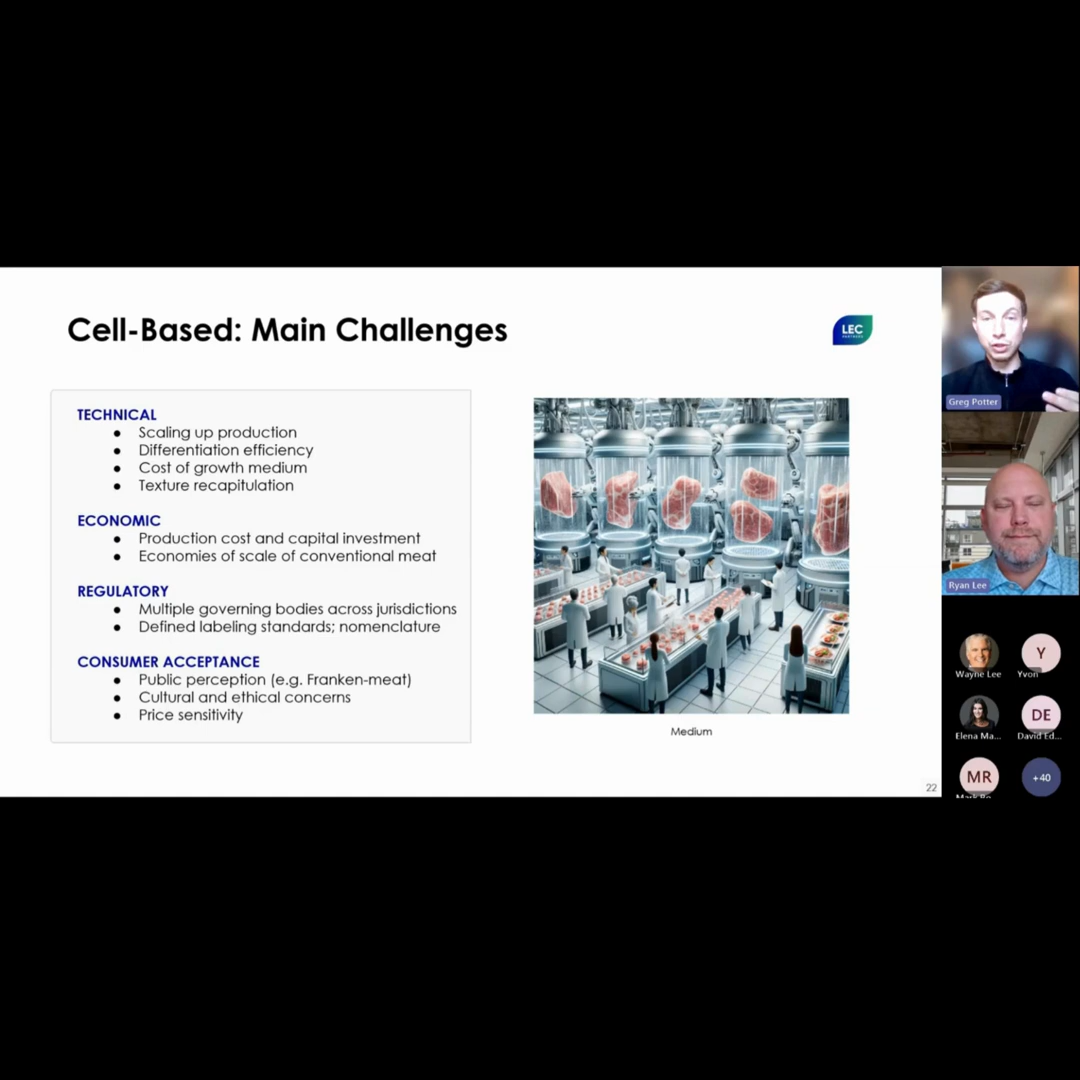 Cell-Based: Main Challenges
LEC
PARTNERS
TECHNICAL
● Scaling up production
● Differentiation efficiency
● Cost of growth medium
● Texture recapitulation
ECONOMIC
● Production cost and capital investment
● Economies of scale of conventional meat
REGULATORY
● Multiple governing bodies across jurisdictions
● Defined labeling standards; nomenclature
CONSUMER ACCEPTANCE
● Public perception (e.g. Franken-meat)
● Cultural and ethical concerns
● Price sensitivity
Medium
22
Greg Potter
Ryan Lee
Wayne Lee
Y
Yvon
Elena Ma...
DE
David Ed...
MR
+40